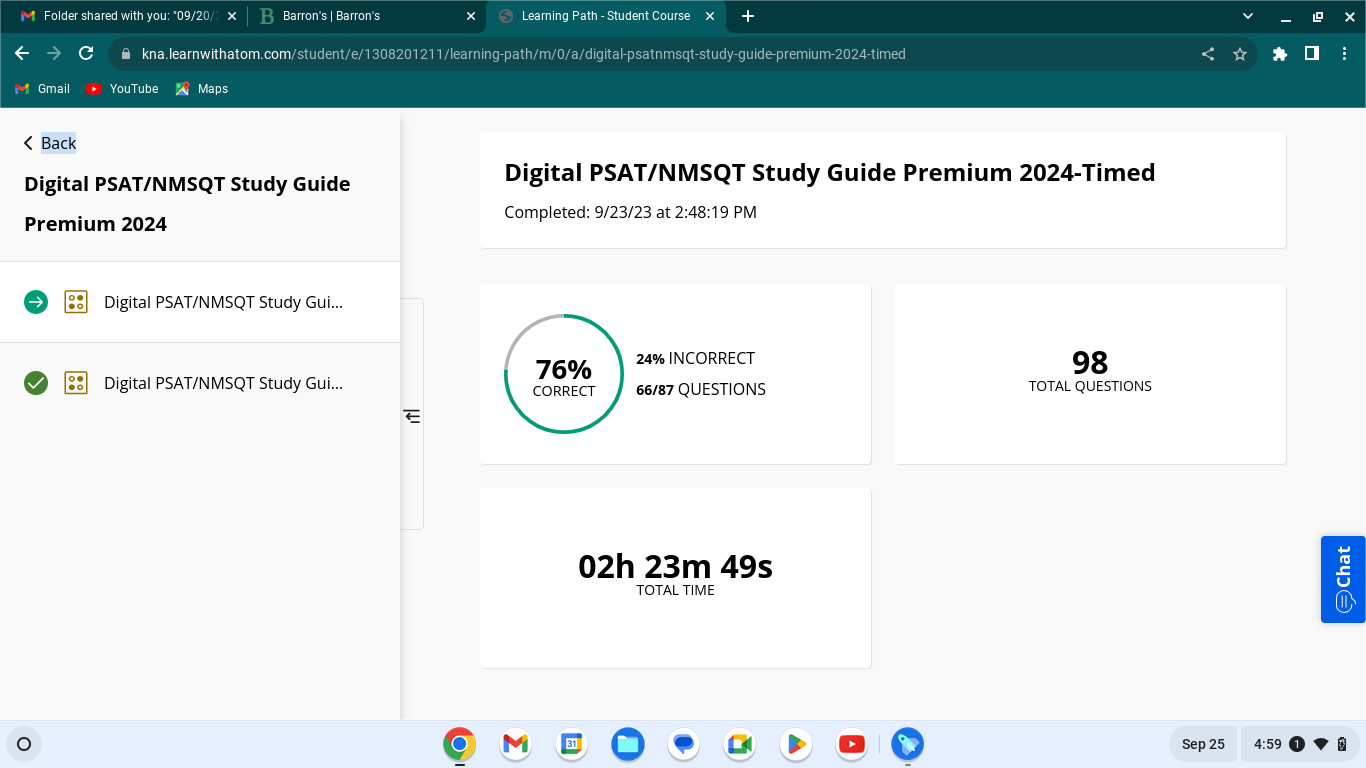 Folder shared with you: "09/20/2
Barron's | Barron's
Learning Path - Student Course
kna.learnwithatom.com/student/e/1308201211/learning-path/m/0/a/digital-psatnmsqt-study-guide-premium-2024-timed
Gmail
YouTube
Maps
Back
Digital PSAT/NMSQT Study Guide
Premium 2024
Digital PSAT/NMSQT Study Gui...
Digital PSAT/NMSQT Study Gui...
Digital PSAT/NMSQT Study Guide Premium 2024-Timed
Completed: 9/23/23 at 2:48:19 PM
76%
CORRECT
24% INCORRECT
66/87 QUESTIONS
98
TOTAL QUESTIONS
02h 23m 49s
TOTAL TIME
Chat
31
Sep 25
4:59
1